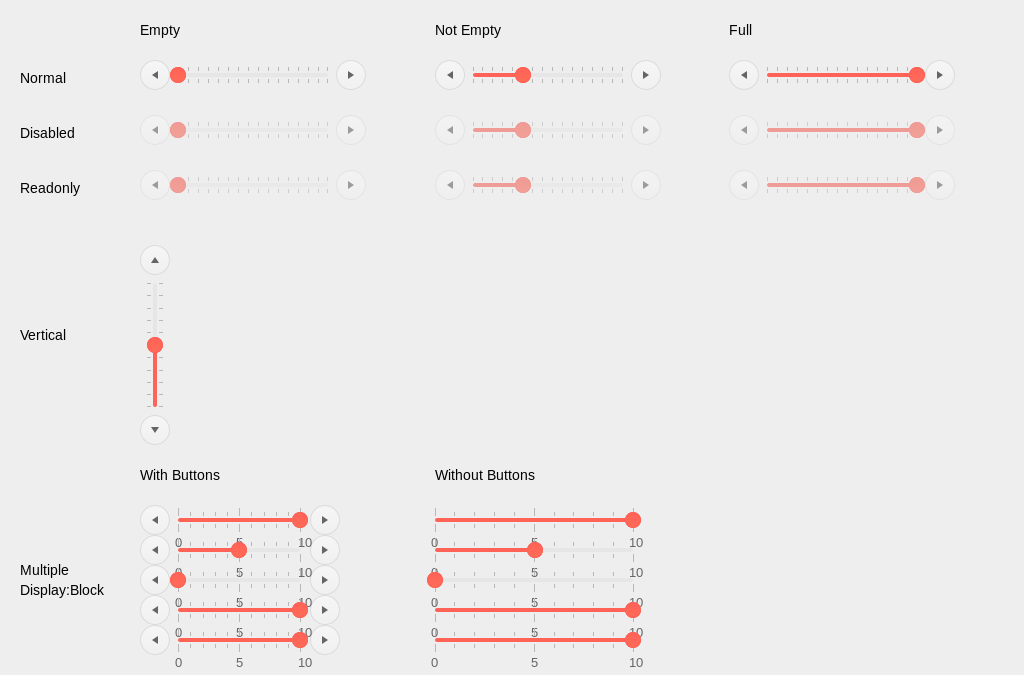 Empty Not Empty Full
Normal
Disabled
Readonly
Vertical
With Buttons Without Buttons
0 5 10 0 5 10
0 5 10 0 5 10
Multiple
Display:Block
0 5 10 0 5 10
0 5 10 0 5 10
0 5 10 0 5 10